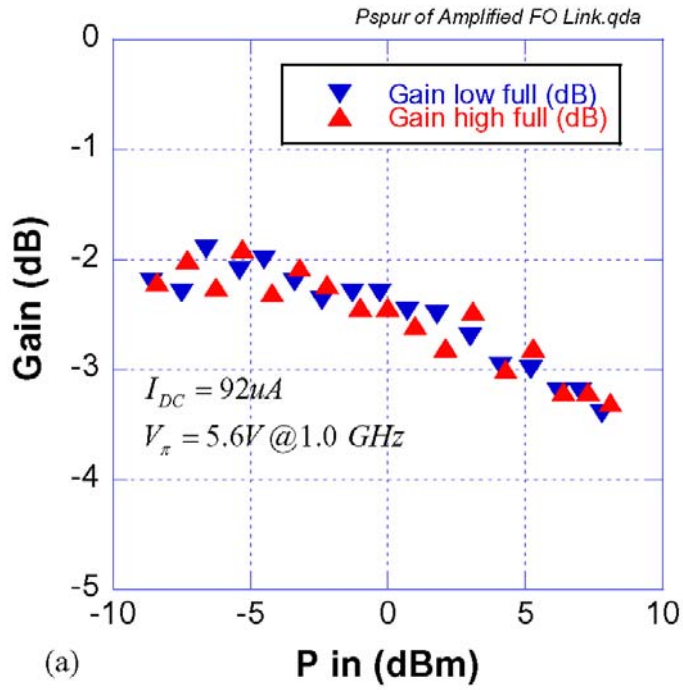 Pspur of Amplified FO Link.qda
0
Gain low full (dB)
Gain high full (dB)
-1
-2
Gain (dB)
-3
I_DC = 92uA
V_π = 5.6V @1.0 GHz
-4
-5
-10 -5 0 5 10
(a) P in (dBm)